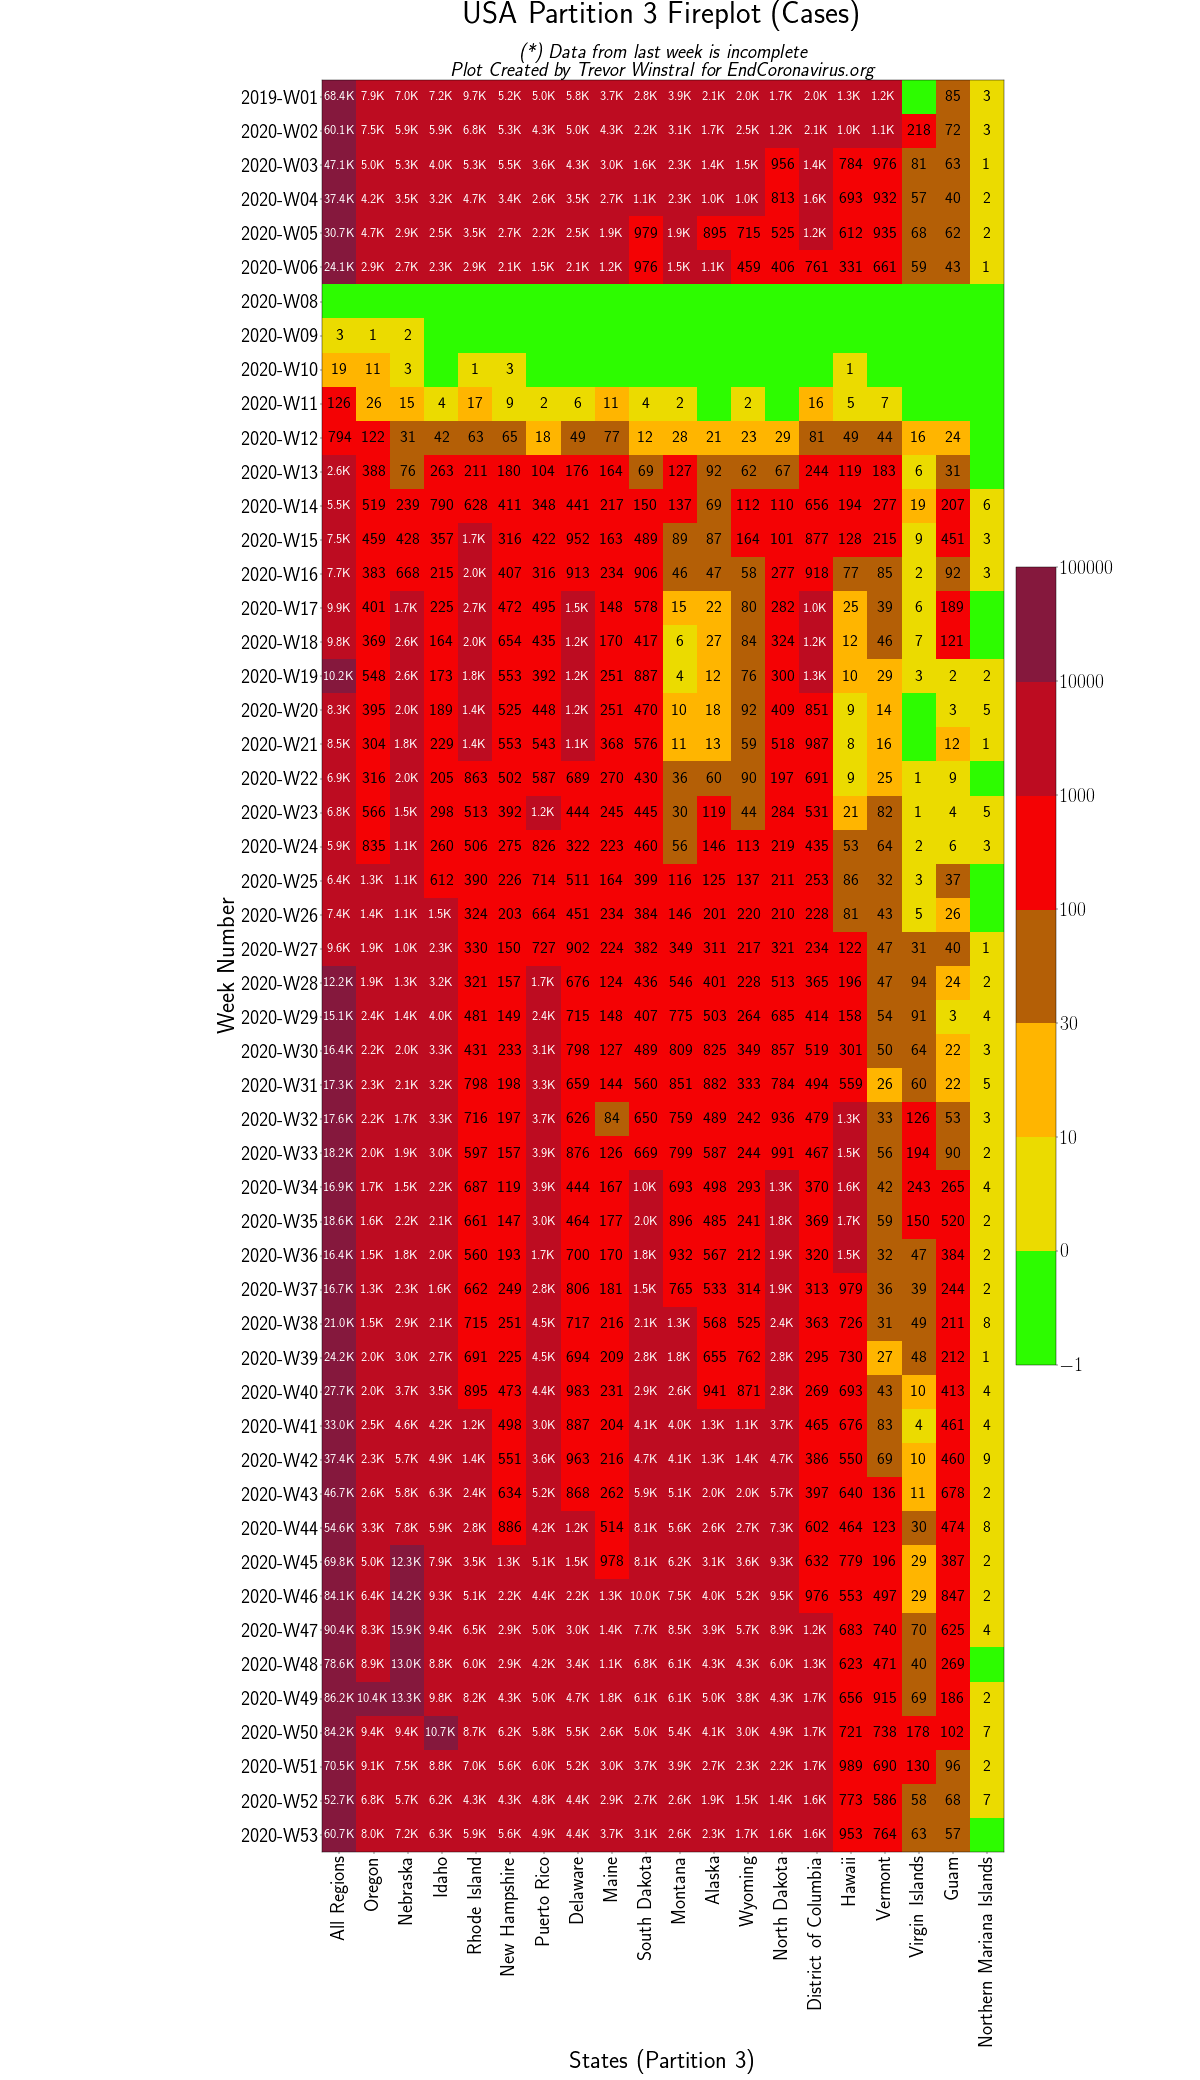 USA Partition 3 Fireplot (Cases)
(*) Data from last week is incomplete
Plot Created by Trevor Winstral for EndCoronavirus.org
2019-W01 68.4K 7.9K 7.0K 7.2K 9.7K 5.2K 5.0K 5.8K 3.7K 2.8K 3.9K 2.1K 2.0K 1.7K 2.0K 1.3K 1.2K 85 3
2020-W02 60.1K 7.5K 5.9K 5.9K 6.8K 5.3K 4.3K 5.0K 4.3K 2.2K 3.1K 1.7K 2.5K 1.2K 2.1K 1.0K 1.1K 218 72 3
2020-W03 47.1K 5.0K 5.3K 4.0K 5.3K 5.5K 3.6K 4.3K 3.0K 1.6K 2.3K 1.4K 1.5K 956 1.4K 784 976 81 63 1
2020-W04 37.4K 4.2K 3.5K 3.2K 4.7K 3.4K 2.6K 3.5K 2.7K 1.1K 2.3K 1.0K 1.0K 813 1.6K 693 932 57 40 2
2020-W05 30.7K 4.7K 2.9K 2.5K 3.5K 2.7K 2.2K 2.5K 1.9K 979 1.9K 895 715 525 1.2K 612 935 68 62 2
2020-W06 24.1K 2.9K 2.7K 2.3K 2.9K 2.1K 1.5K 2.1K 1.2K 976 1.5K 1.1K 459 406 761 331 661 59 43 1
2020-W08
2020-W09 3 1 2
2020-W10 19 11 3 1 3 1
2020-W11 126 26 15 4 17 9 2 6 11 4 2 2 16 5 7
2020-W12 794 122 31 42 63 65 18 49 77 12 28 21 23 29 81 49 44 16 24
2020-W13 2.6K 388 76 263 211 180 104 176 164 69 127 92 62 67 244 119 183 6 31
2020-W14 5.5K 519 239 790 628 411 348 441 217 150 137 69 112 110 656 194 277 19 207 6
2020-W15 7.5K 459 428 357 1.7K 316 422 952 163 489 89 87 164 101 877 128 215 9 451 3
2020-W16 7.7K 383 668 215 2.0K 407 316 913 234 906 46 47 58 277 918 77 85 2 92 3
2020-W17 9.9K 401 1.7K 225 2.7K 472 495 1.5K 148 578 15 22 80 282 1.0K 25 39 6 189
2020-W18 9.8K 369 2.6K 164 2.0K 654 435 1.2K 170 417 6 27 84 324 1.2K 12 46 7 121
2020-W19 10.2K 548 2.6K 173 1.8K 553 392 1.2K 251 887 4 12 76 300 1.3K 10 29 3 2 2
2020-W20 8.3K 395 2.0K 189 1.4K 525 448 1.2K 251 470 10 18 92 409 851 9 14 3 5
2020-W21 8.5K 304 1.8K 229 1.4K 553 543 1.1K 368 576 11 13 59 518 987 8 16 12 1
2020-W22 6.9K 316 2.0K 205 863 502 587 689 270 430 36 60 90 197 691 9 25 1 9
2020-W23 6.8K 566 1.5K 298 513 392 1.2K 444 245 445 30 119 44 284 531 21 82 1 4 5
2020-W24 5.9K 835 1.1K 260 506 275 826 322 223 460 56 146 113 219 435 53 64 2 6 3
2020-W25 6.4K 1.3K 1.1K 612 390 226 714 511 164 399 116 125 137 211 253 86 32 3 37
2020-W26 7.4K 1.4K 1.1K 1.5K 324 203 664 451 234 384 146 201 220 210 228 81 43 5 26
2020-W27 9.6K 1.9K 1.0K 2.3K 330 150 727 902 224 382 349 311 217 321 234 122 47 31 40 1
2020-W28 12.2K 1.9K 1.3K 3.2K 321 157 1.7K 676 124 436 546 401 228 513 365 196 47 94 24 2
2020-W29 15.1K 2.4K 1.4K 4.0K 481 149 2.4K 715 148 407 775 503 264 685 414 158 54 91 3 4
2020-W30 16.4K 2.2K 2.0K 3.3K 431 233 3.1K 798 127 489 809 825 349 857 519 301 50 64 22 3
2020-W31 17.3K 2.3K 2.1K 3.2K 798 198 3.3K 659 144 560 851 882 333 784 494 559 26 60 22 5
2020-W32 17.6K 2.2K 1.7K 3.3K 716 197 3.7K 626 84 650 759 489 242 936 479 1.3K 33 126 53 3
2020-W33 18.2K 2.0K 1.9K 3.0K 597 157 3.9K 876 126 669 799 587 244 991 467 1.5K 56 194 90 2
2020-W34 16.9K 1.7K 1.5K 2.2K 687 119 3.9K 444 167 1.0K 693 498 293 1.3K 370 1.6K 42 243 265 4
2020-W35 18.6K 1.6K 2.2K 2.1K 661 147 3.0K 464 177 2.0K 896 485 241 1.8K 369 1.7K 59 150 520 2
2020-W36 16.4K 1.5K 1.8K 2.0K 560 193 1.7K 700 170 1.8K 932 567 212 1.9K 320 1.5K 32 47 384 2
2020-W37 16.7K 1.3K 2.3K 1.6K 662 249 2.8K 806 181 1.5K 765 533 314 1.9K 313 979 36 39 244 2
2020-W38 21.0K 1.5K 2.9K 2.1K 715 251 4.5K 717 216 2.1K 1.3K 568 525 2.4K 363 726 31 49 211 8
2020-W39 24.2K 2.0K 3.0K 2.7K 691 225 4.5K 694 209 2.8K 1.8K 655 762 2.8K 295 730 27 48 212 1
2020-W40 27.7K 2.0K 3.7K 3.5K 895 473 4.4K 983 231 2.9K 2.6K 941 871 2.8K 269 693 43 10 413 4
2020-W41 33.0K 2.5K 4.6K 4.2K 1.2K 498 3.0K 887 204 4.1K 4.0K 1.3K 1.1K 3.7K 465 676 83 4 461 4
2020-W42 37.4K 2.3K 5.7K 4.9K 1.4K 551 3.6K 963 216 4.7K 4.1K 1.3K 1.4K 4.7K 386 550 69 10 460 9
2020-W43 46.7K 2.6K 5.8K 6.3K 2.4K 634 5.2K 868 262 5.9K 5.1K 2.0K 2.0K 5.7K 397 640 136 11 678 2
2020-W44 54.6K 3.3K 7.8K 5.9K 2.8K 886 4.2K 1.2K 514 8.1K 5.6K 2.6K 2.7K 7.3K 602 464 123 30 474 8
2020-W45 69.8K 5.0K 12.3K 7.9K 3.5K 1.3K 5.1K 1.5K 978 8.1K 6.2K 3.1K 3.6K 9.3K 632 779 196 29 387 2
2020-W46 84.1K 6.4K 14.2K 9.3K 5.1K 2.2K 4.4K 2.2K 1.3K 10.0K 7.5K 4.0K 5.2K 9.5K 976 553 497 29 847 2
2020-W47 90.4K 8.3K 15.9K 9.4K 6.5K 2.9K 5.0K 3.0K 1.4K 7.7K 8.5K 3.9K 5.7K 8.9K 1.2K 683 740 70 625 4
2020-W48 78.6K 8.9K 13.0K 8.8K 6.0K 2.9K 4.2K 3.4K 1.1K 6.8K 6.1K 4.3K 4.3K 6.0K 1.3K 623 471 40 269
2020-W49 86.2K 10.4K 13.3K 9.8K 8.2K 4.3K 5.0K 4.7K 1.8K 6.1K 6.1K 5.0K 3.8K 4.3K 1.7K 656 915 69 186 2
2020-W50 84.2K 9.4K 9.4K 10.7K 8.7K 6.2K 5.8K 5.5K 2.6K 5.0K 5.4K 4.1K 3.0K 4.9K 1.7K 721 738 178 102 7
2020-W51 70.5K 9.1K 7.5K 8.8K 7.0K 5.6K 6.0K 5.2K 3.0K 3.7K 3.9K 2.7K 2.3K 2.2K 1.7K 989 690 130 96 2
2020-W52 52.7K 6.8K 5.7K 6.2K 4.3K 4.3K 4.8K 4.4K 2.9K 2.7K 2.6K 1.9K 1.5K 1.4K 1.6K 773 586 58 68 7
2020-W53 60.7K 8.0K 7.2K 6.3K 5.9K 5.6K 4.9K 4.4K 3.7K 3.1K 2.6K 2.3K 1.7K 1.6K 1.6K 953 764 63 57
Week Number
All Regions
Oregon
Nebraska
Idaho
Rhode Island
New Hampshire
Puerto Rico
Delaware
Maine
South Dakota
Montana
Alaska
Wyoming
North Dakota
District of Columbia
Hawaii
Vermont
Virgin Islands
Guam
Northern Mariana Islands
States (Partition 3)
100000
10000
1000
100
30
10
0
−1